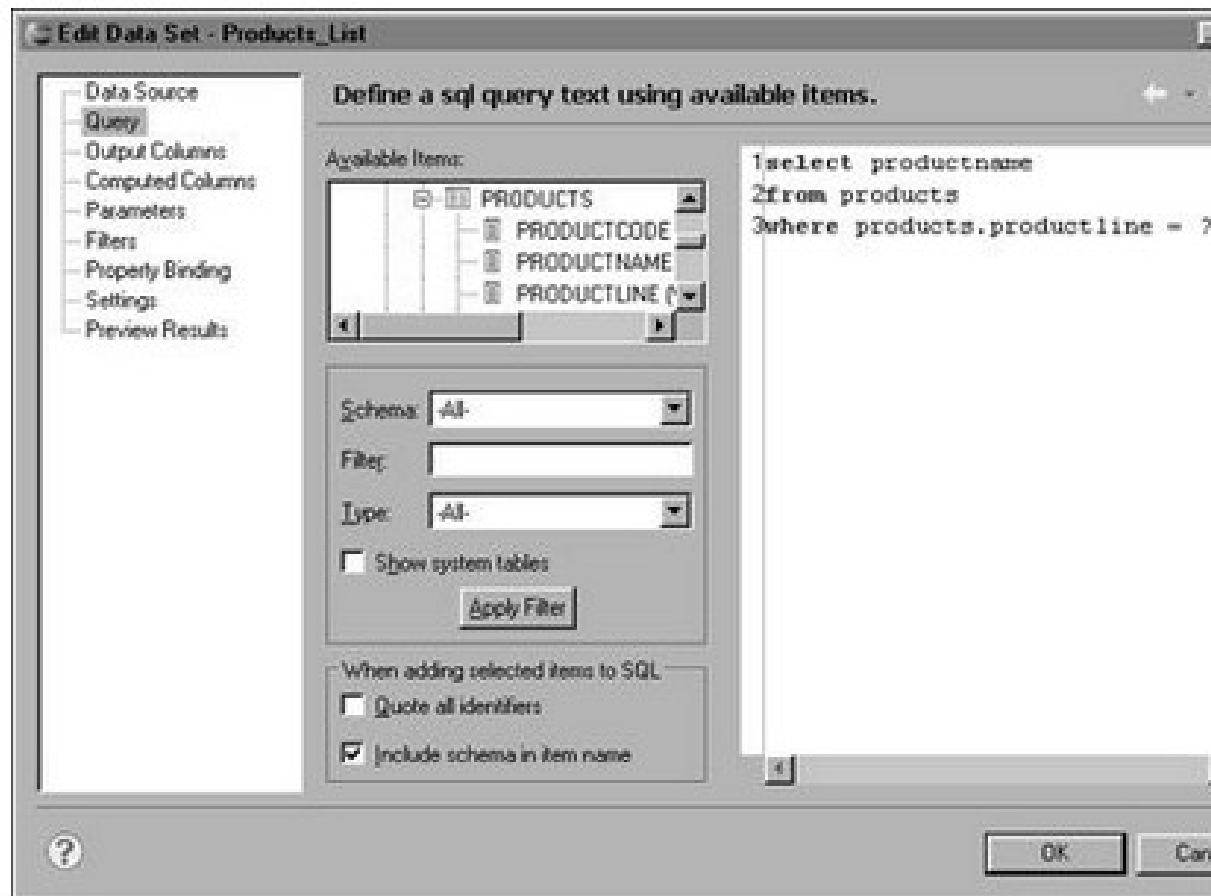 Edit Data Set - Products_List
Data Source
Query
Output Columns
Computed Columns
Parameters
Filters
Property Binding
Settings
Preview Results
Define a sql query text using available items.
Available Items:
PRODUCTS
PRODUCTCODE
PRODUCTNAME
PRODUCTLINE (
Schema: -All-
Filter:
Type: -All-
Show system tables
Apply Filter
When adding selected items to SQL
Quote all identifiers
Include schema in item name
1select productname
2from products
3where products.productline = ?
?
OK
Can